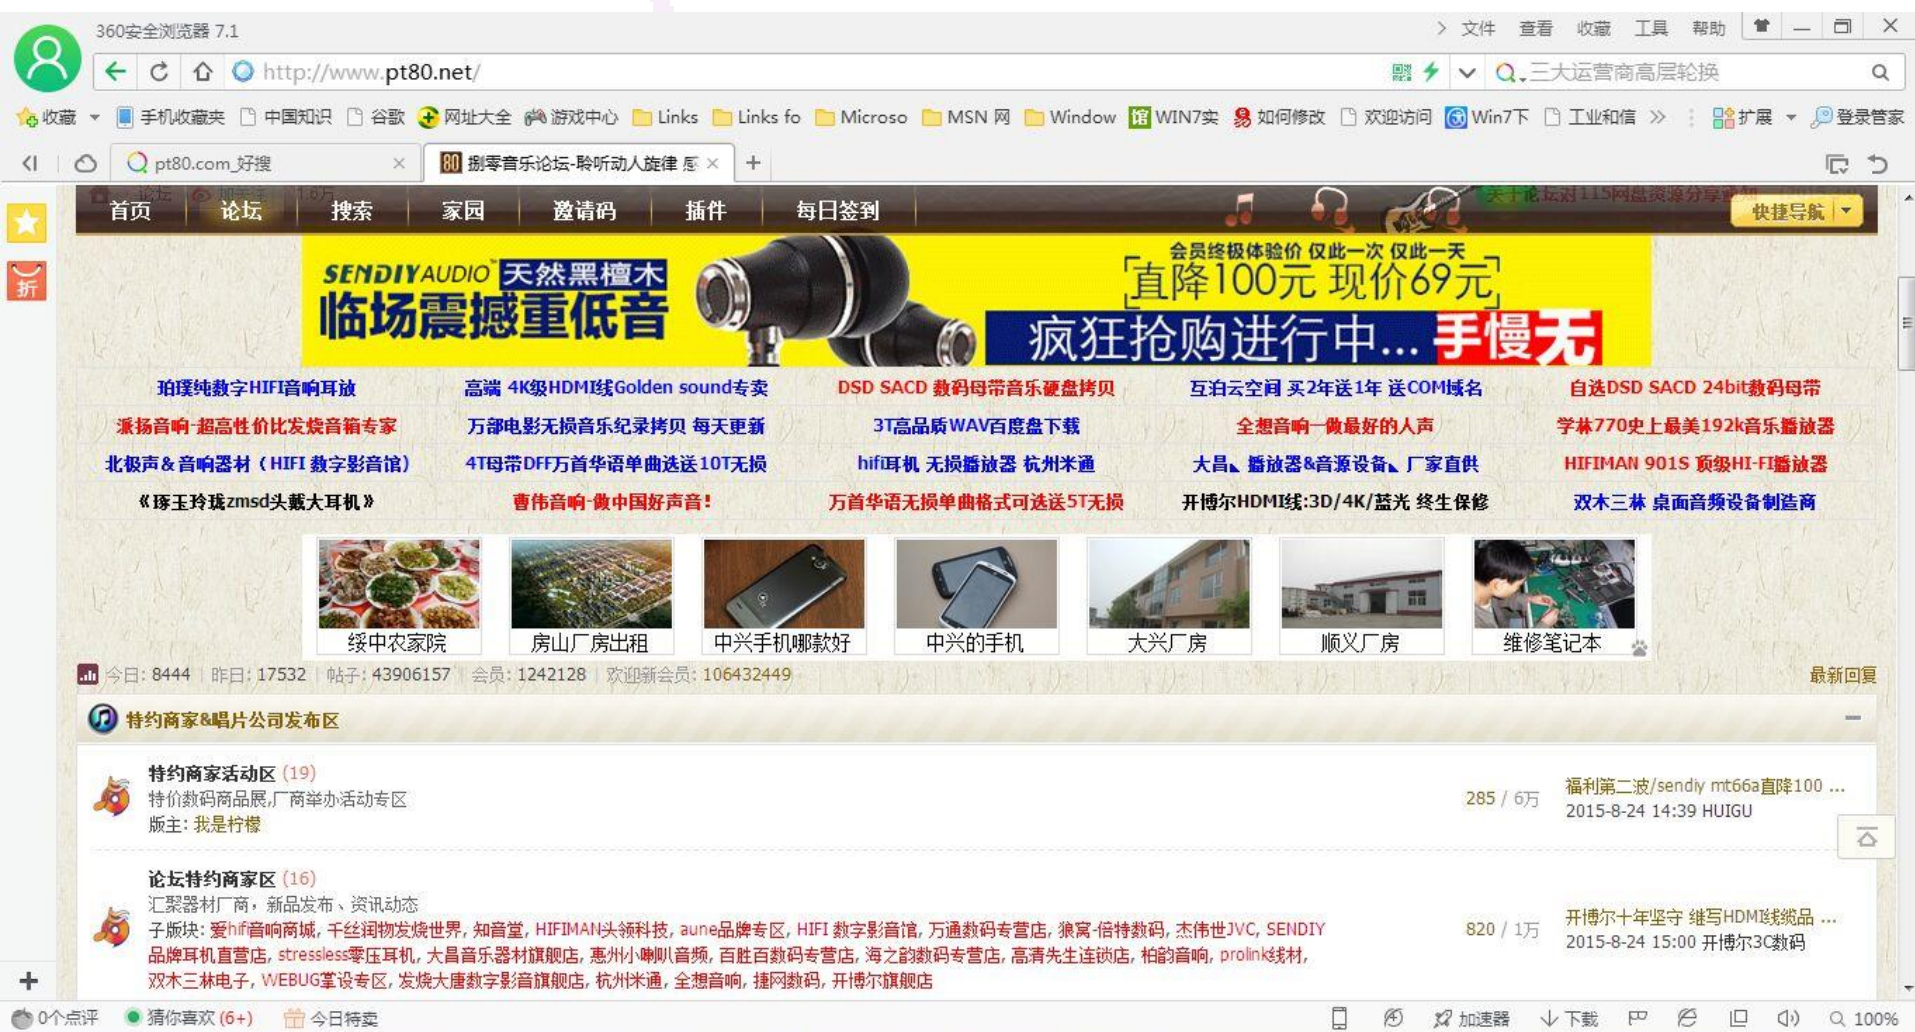 360安全浏览器 7.1
文件 查看 收藏 工具 帮助
http://www.pt80.net/
三大运营商高层轮换
收藏 手机收藏夹 中国知识 谷歌 网址大全 游戏中心 Links Links fo Microso MSN 网 Window WIN7实 如何修改 欢迎访问 Win7下 工业和信 扩展 登录管家
pt80.com_好搜 捌零音乐论坛-聆听动人旋律 感
折
首页 论坛 搜索 家园 邀请码 插件 每日签到 快捷导航
SENDIYAUDIO 天然黑檀木
临场震撼重低音
会员终极体验价 仅此一次 仅此一天
直降100元 现价69元
疯狂抢购进行中... 手慢无
珀璞纯数字HIFI音响耳放 高端 4K级HDMI线Golden sound专卖 DSD SACD 数码母带音乐硬盘拷贝 互泊云空间 买2年送1年 送COM域名 自选DSD SACD 24bit数码母带
派扬音响-超高性价比发烧音箱专家 万部电影无损音乐纪录拷贝 每天更新 3T高品质WAV百度盘下载 全想音响—做最好的人声 学林770史上最美192k音乐播放器
北极声&音响器材（HIFI 数字影音馆） 4T母带DFF万首华语单曲选送10T无损 hifi耳机 无损播放器 杭州米通 大昌◣ 播放器&音源设备◣ 厂家直供 HIFIMAN 901S 顶级HI-FI播放器
《琢玉玲珑zmsd头戴大耳机》 曹伟音响-做中国好声音！ 万首华语无损单曲格式可选送5T无损 开博尔HDMI线:3D/4K/蓝光 终生保修 双木三林 桌面音频设备制造商
绥中农家院 房山厂房出租 中兴手机哪款好 中兴的手机 大兴厂房 顺义厂房 维修笔记本
今日: 8444 昨日: 17532 帖子: 43906157 会员: 1242128 欢迎新会员: 106432449 最新回复
特约商家&唱片公司发布区
特约商家活动区 (19)
特价数码商品展,厂商举办活动专区
版主: 我是柠檬
285 / 6万
福利第二波/sendiy mt66a直降100 ...
2015-8-24 14:39 HUIGU
论坛特约商家区 (16)
汇聚器材厂商，新品发布、资讯动态
子版块: 爱hifi音响商城, 千丝润物发烧世界, 知音堂, HIFIMAN头领科技, aune品牌专区, HIFI 数字影音馆, 万通数码专营店, 狼窝-倍特数码, 杰伟世JVC, SENDIY
品牌耳机直营店, stressless零压耳机, 大昌音乐器材旗舰店, 惠州小喇叭音频, 百胜百数码专营店, 海之韵数码专营店, 高清先生连锁店, 柏韵音响, prolink线材,
双木三林电子, WEBUG掌设专区, 发烧大唐数字影音旗舰店, 杭州米通, 全想音响, 捷网数码, 开博尔旗舰店
820 / 1万
开博尔十年坚守 继写HDMI线缆品 ...
2015-8-24 15:00 开博尔3C数码
0个点评 猜你喜欢 (6+) 今日特卖 加速器 下载 100%